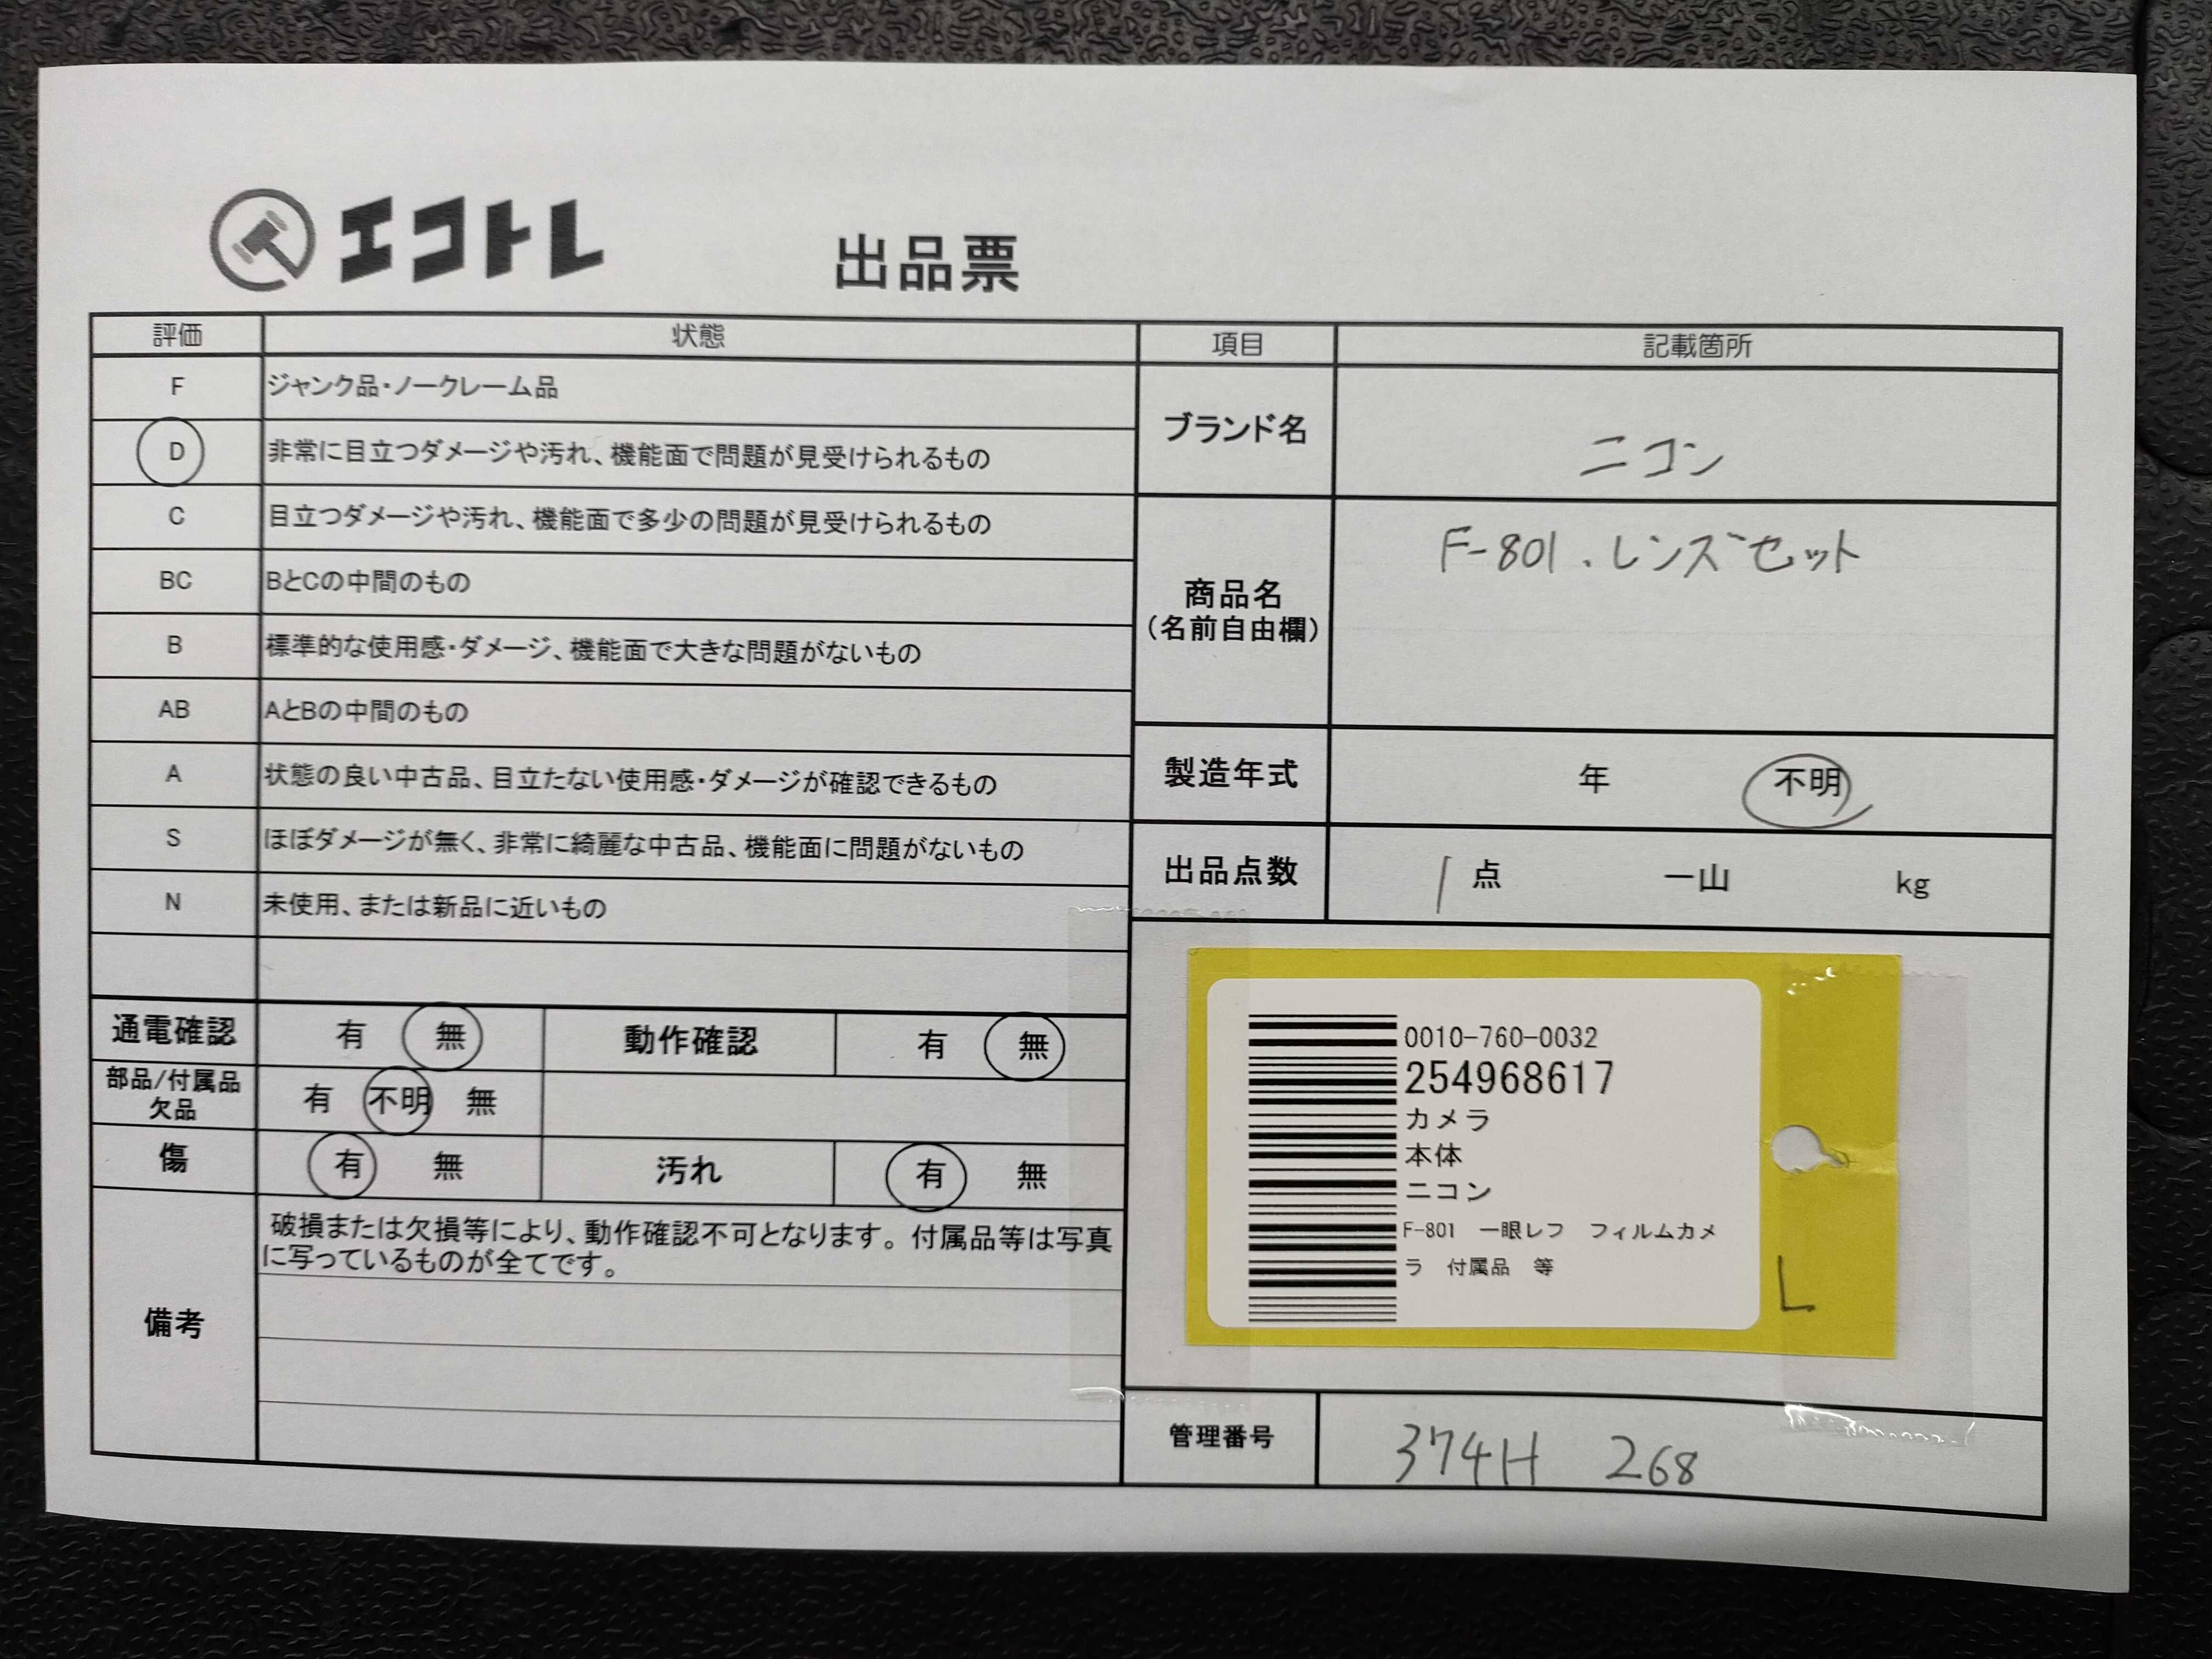 エコトレ
出品票
評価 状態
F ジャンク品・ノークレーム品
D 非常に目立つダメージや汚れ、機能面で問題が見受けられるもの
C 目立つダメージや汚れ、機能面で多少の問題が見受けられるもの
BC BとCの中間のもの
B 標準的な使用感・ダメージ、機能面で大きな問題がないもの
AB AとBの中間のもの
A 状態の良い中古品、目立たない使用感・ダメージが確認できるもの
S ほぼダメージが無く、非常に綺麗な中古品、機能面に問題がないもの
N 未使用、または新品に近いもの
通電確認 有 無 動作確認 有 無
部品/付属品
欠品 有 不明 無
傷 有 無 汚れ 有 無
備考
破損または欠損等により、動作確認不可となります。付属品等は写真
に写っているものが全てです。
項目 記載箇所
ブランド名 ニコン
商品名
(名前自由欄)
F-801、レンズセット
製造年式 年 不明
出品点数 1点 一山 kg
0010-760-0032
254968617
カメラ
本体
ニコン
F-801 一眼レフ フィルムカメ
ラ 付属品 等
L
管理番号 374H 268